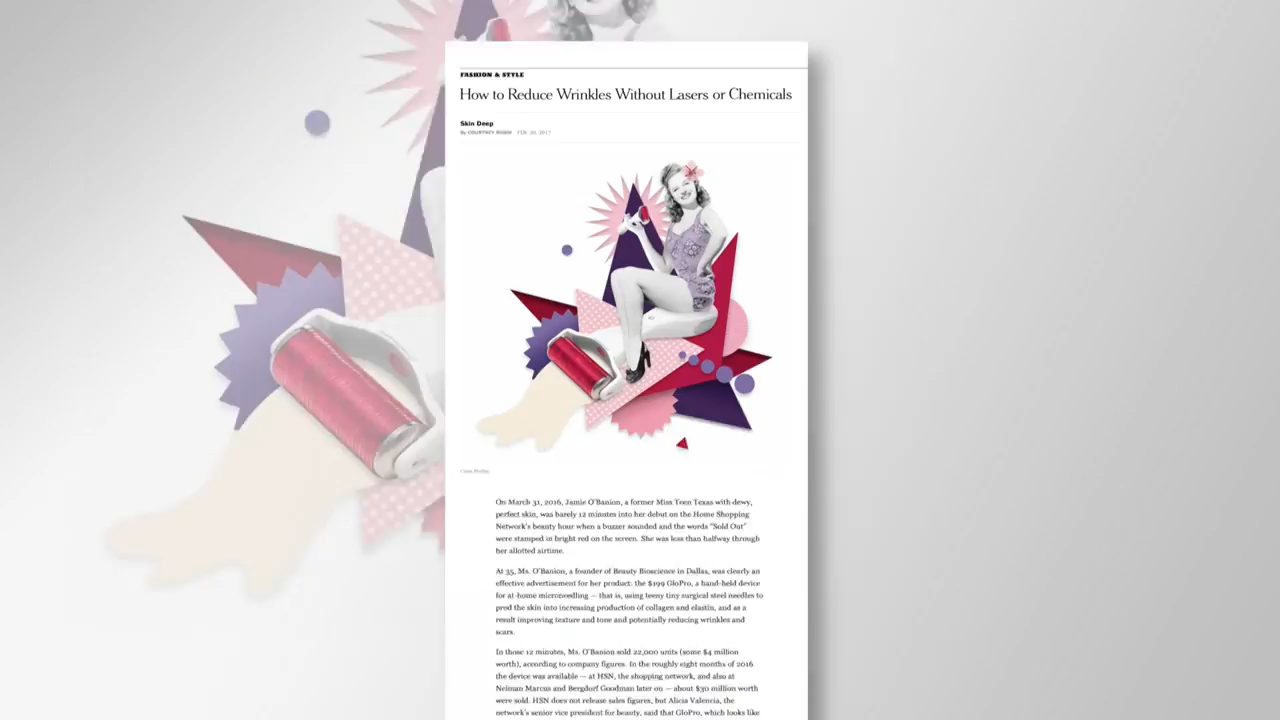 FASHION & STYLE
How to Reduce Wrinkles Without Lasers or Chemicals
Skin Deep
By COURTNEY RUBIN FEB. 20, 2017
On March 31, 2016, Jamie O'Banion, a former Miss Teen Texas with dewy,
perfect skin, was barely 12 minutes into her debut on the Home Shopping
Network's beauty hour when a buzzer sounded and the words “Sold Out”
were stamped in bright red on the screen. She was less than halfway through
her allotted airtime.
At 35, Ms. O'Banion, a founder of Beauty Bioscience in Dallas, was clearly an
effective advertisement for her product: the $199 GloPro, a hand-held device
for at-home microneedling — that is, using teeny tiny surgical steel needles to
prod the skin into increasing production of collagen and elastin, and as a
result improving texture and tone and potentially reducing wrinkles and
scars.
In those 12 minutes, Ms. O'Banion sold 22,000 units (some $4 million
worth), according to company figures. In the roughly eight months of 2016
the device was available — at HSN, the shopping network, and also at
Neiman Marcus and Bergdorf Goodman later on — about $30 million worth
were sold. HSN does not release sales figures, but Alicia Valencia, the
network's senior vice president for beauty, said that GloPro, which looks like